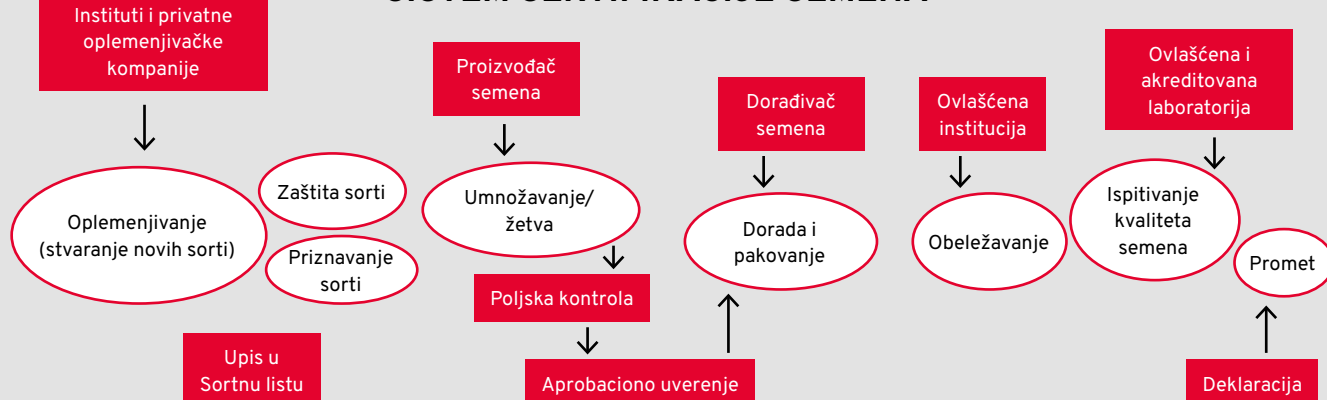 Instituti i privatne
oplemenjivačke
kompanije
Oplemenjivanje
(stvaranje novih sorti)
Zaštita sorti
Priznavanje
sorti
Upis u
Sortnu listu
Proizvođač
semena
Umnožavanje/
žetva
Poljska kontrola
Aprobaciono uverenje
Dorađivač
semena
Dorada i
pakovanje
Ovlašćena
institucija
Obeležavanje
Ovlašćena i
akreditovana
laboratorija
Ispitivanje
kvaliteta
semena
Promet
Deklaracija